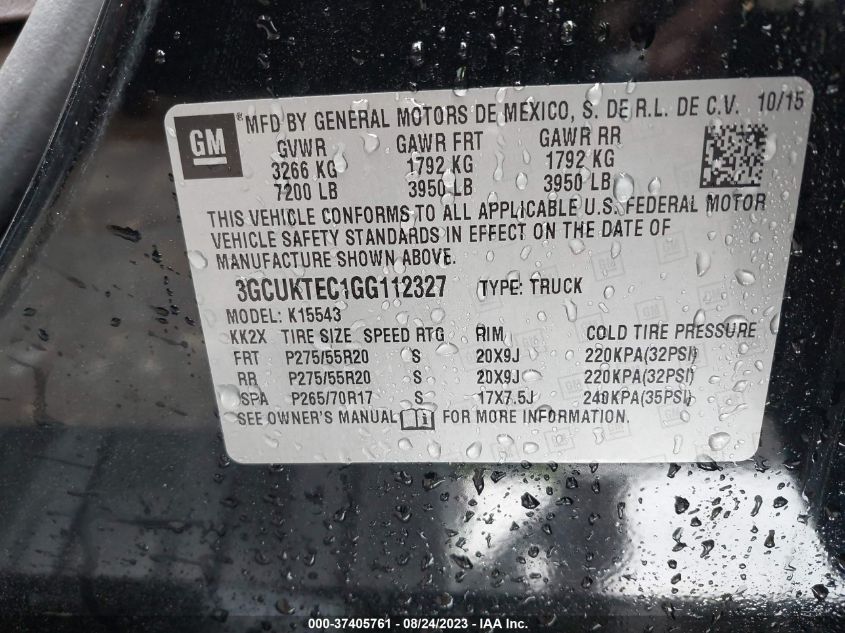 GM ® MFD BY GENERAL MOTORS DE MEXICO, S. DE R.L. DE C.V. 10/15
GVWR GAWR FRT GAWR RR
3266 KG 1792 KG 1792 KG
7200 LB 3950 LB 3950 LB
THIS VEHICLE CONFORMS TO ALL APPLICABLE U.S. FEDERAL MOTOR
VEHICLE SAFETY STANDARDS IN EFFECT ON THE DATE OF
MANUFACTURE SHOWN ABOVE.
3GCUKTEC1GG112327 TYPE: TRUCK
MODEL: K15543
KK2X TIRE SIZE SPEED RTG RIM COLD TIRE PRESSURE
FRT P275/55R20 S 20X9J 220KPA(32PSI)
RR P275/55R20 S 20X9J 220KPA(32PSI)
SPA P265/70R17 S 17X7.5J 240KPA(35PSI)
SEE OWNER'S MANUAL FOR MORE INFORMATION.
000-37405761 - 08/24/2023 - IAA Inc.